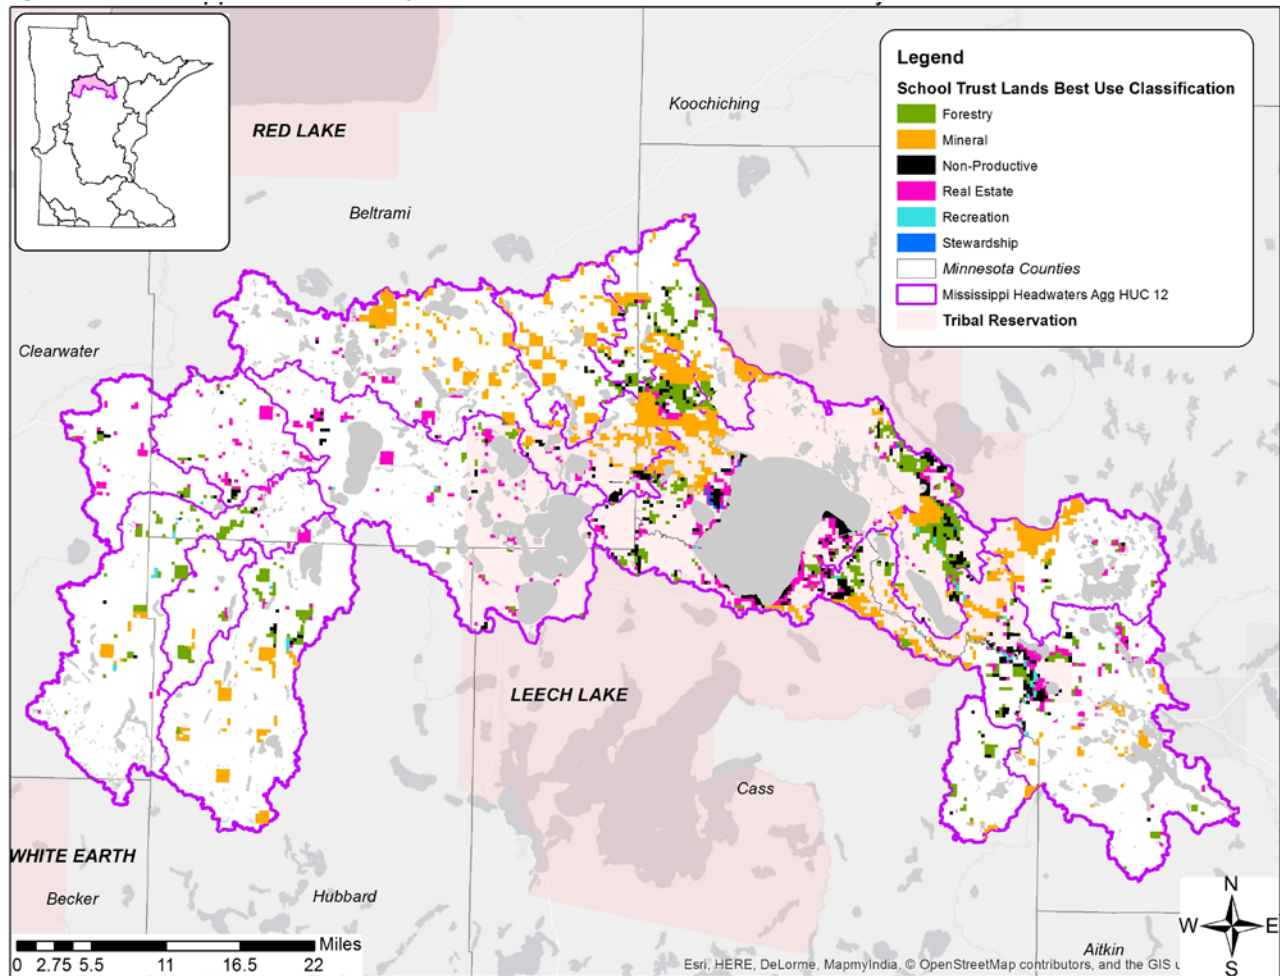 Koochiching
RED LAKE
Beltrami
Clearwater
LEECH LAKE
Cass
WHITE EARTH
Becker
Hubbard
Aitkin
Legend
School Trust Lands Best Use Classification
Forestry
Mineral
Non-Productive
Real Estate
Recreation
Stewardship
Minnesota Counties
Mississippi Headwaters Agg HUC 12
Tribal Reservation
N
W E
S
Miles
0 2.75 5.5 11 16.5 22
Esri, HERE, DeLorme, MapmyIndia, © OpenStreetMap contributors, and the GIS